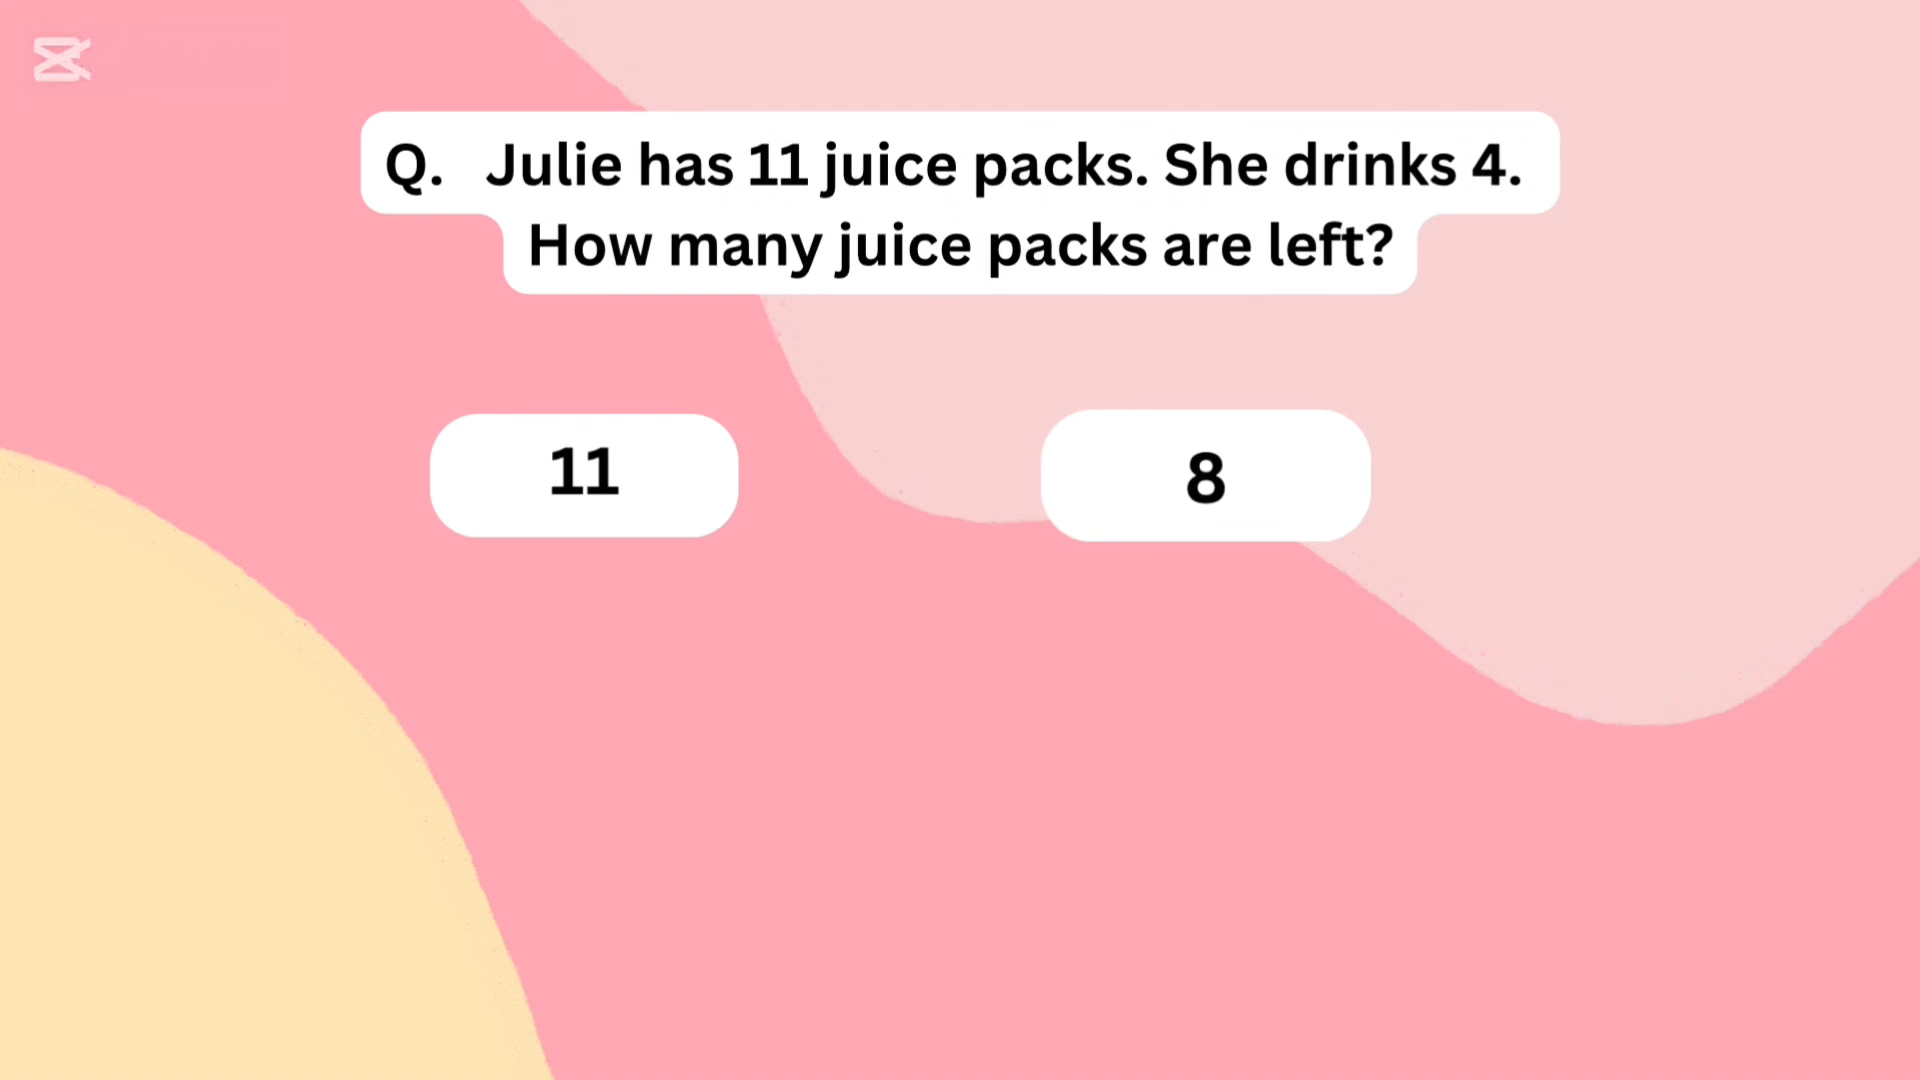 Q. Julie has 11 juice packs. She drinks 4.
How many juice packs are left?
11
8